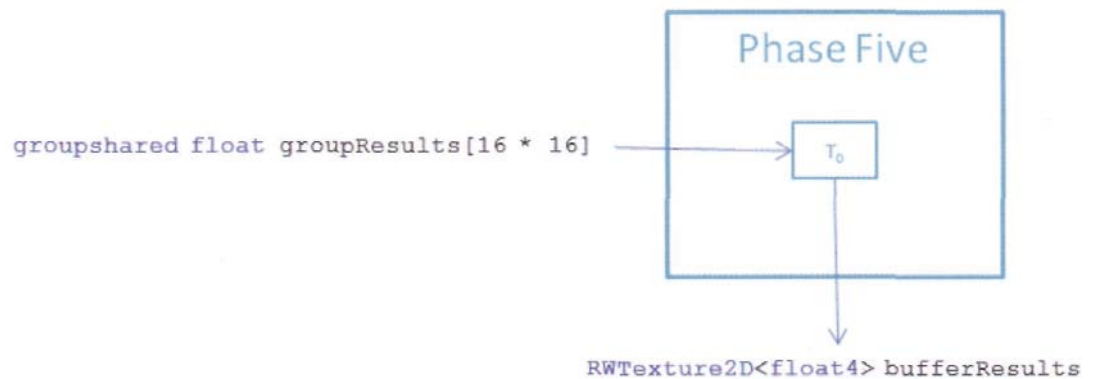 Phase Five
groupshared float groupResults[16 * 16]
T₀
RWTexture2D<float4> bufferResults